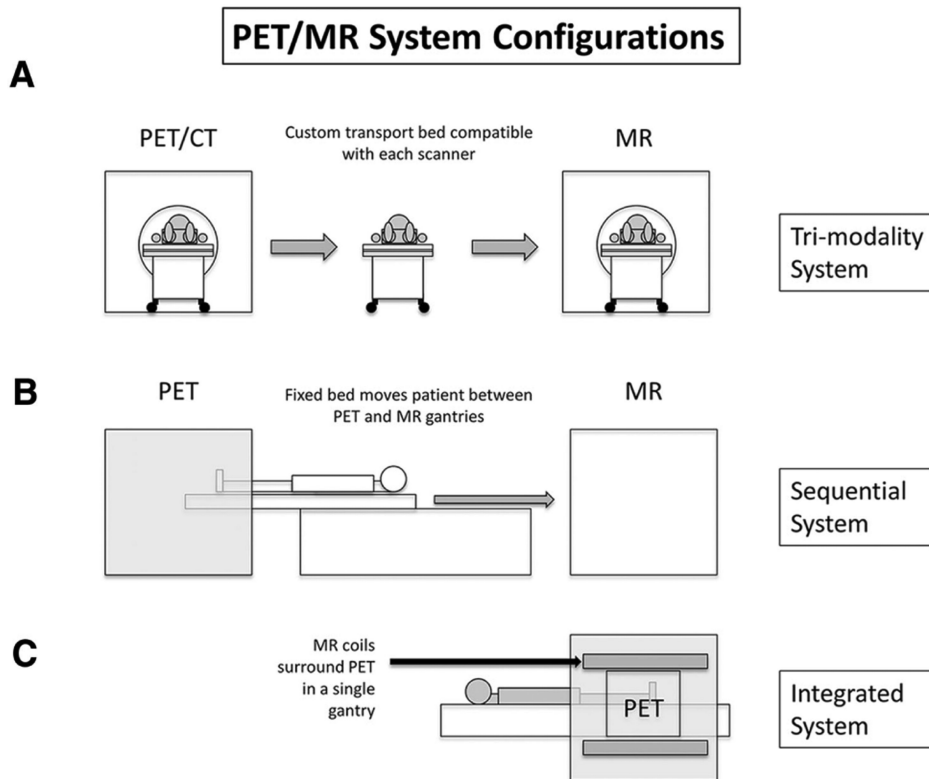 PET/MR System Configurations
A
PET/CT
Custom transport bed compatible
with each scanner
MR
Tri-modality
System
B
PET
Fixed bed moves patient between
PET and MR gantries
MR
Sequential
System
C
MR coils
surround PET
in a single
gantry
PET
Integrated
System